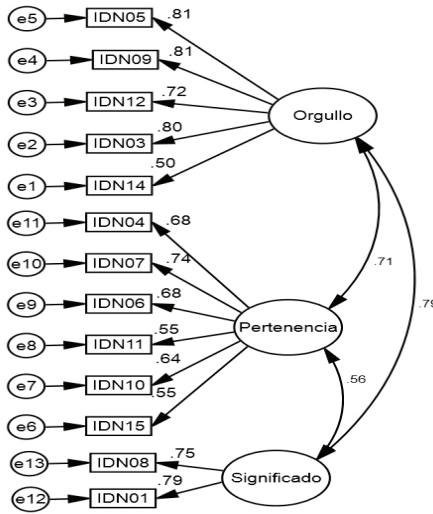 e5 IDN05 .81
e4 IDN09 .81
e3 IDN12 .72
Orgullo
e2 IDN03 .80
e1 IDN14 .50
e11 IDN04 .68
e10 IDN07 .74
.71
e9 IDN06 .68
.79
Pertenencia
e8 IDN11 .55
e7 IDN10 .64
.56
e6 IDN15 .55
e13 IDN08 .75
Significado
e12 IDN01 .79